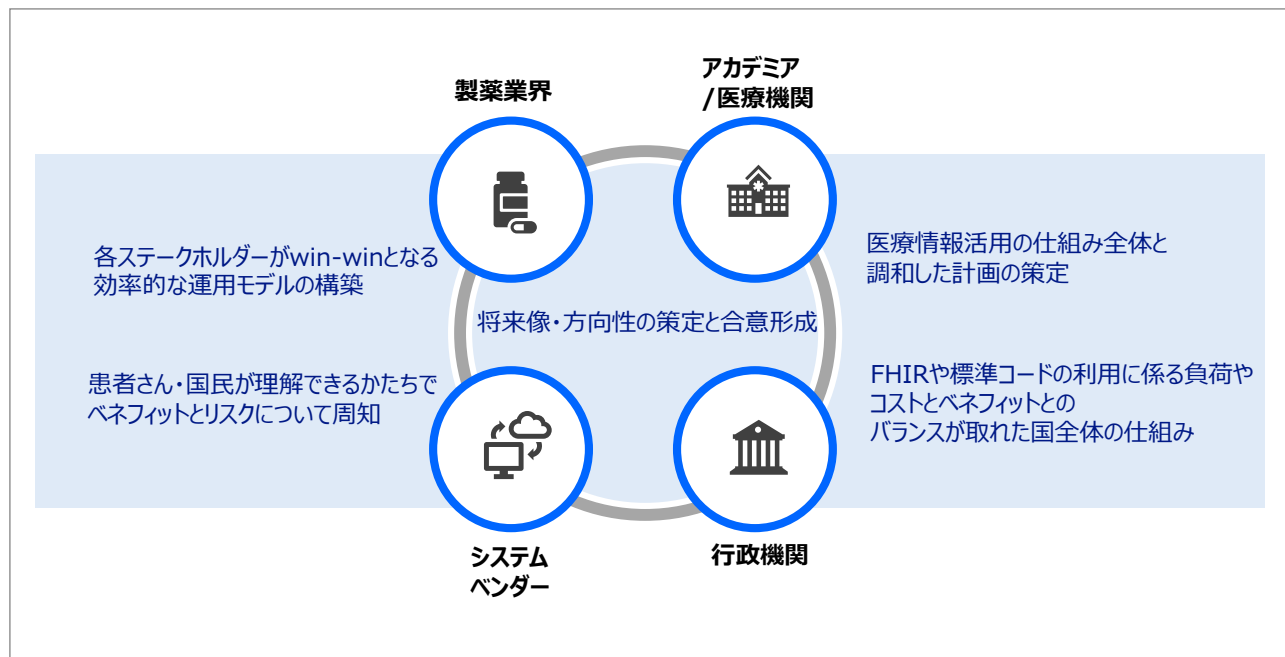 製薬業界
アカデミア
/医療機関
各ステークホルダーがwin-winとなる
効率的な運用モデルの構築
医療情報活用の仕組み全体と
調和した計画の策定
将来像・方向性の策定と合意形成
患者さん・国民が理解できるかたちで
ベネフィットとリスクについて周知
FHIRや標準コードの利用に係る負荷や
コストとベネフィットとの
バランスが取れた国全体の仕組み
システム
ベンダー
行政機関